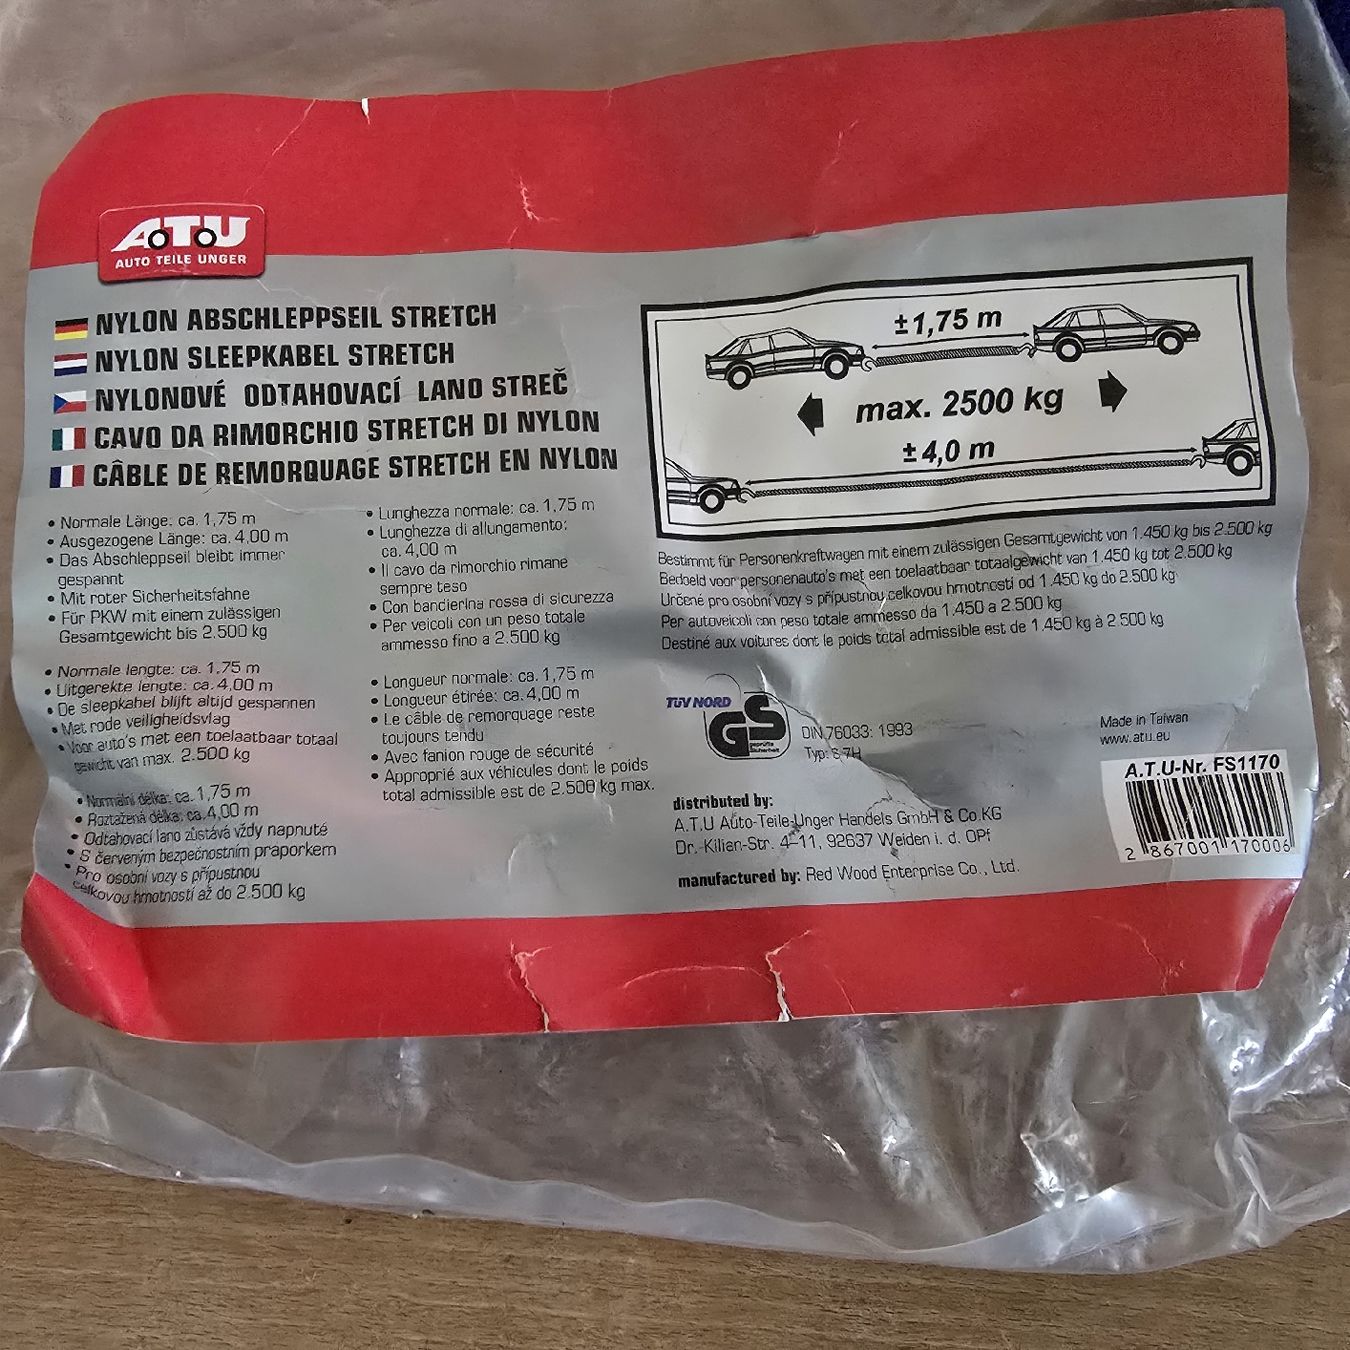 ATU
AUTO TEILE UNGER
NYLON ABSCHLEPPSEIL STRETCH
NYLON SLEEPKABEL STRETCH
NYLONOVÉ ODTAHOVACÍ LANO STREČ
CAVO DA RIMORCHIO STRETCH DI NYLON
CÂBLE DE REMORQUAGE STRETCH EN NYLON
• Normale Länge: ca. 1,75 m
• Ausgezogene Länge: ca. 4,00 m
• Das Abschleppseil bleibt immer
gespannt
• Mit roter Sicherheitsfahne
• Für PKW mit einem zulässigen
Gesamtgewicht bis 2.500 kg
• Normale lengte: ca. 1,75 m
• Uitgerekte lengte: ca. 4,00 m
• De sleepkabel blijft altijd gespannen
• Met rode veiligheidsvlag
• Voor auto's met een toelaatbaar totaal
gewicht van max. 2.500 kg
• Normální délka: ca. 1,75 m
• Roztažená délka: ca. 4,00 m
• Odtahovací lano zůstává vždy napnuté
• S červeným bezpečnostním praporkem
• Pro osobní vozy s přípustnou
celkovou hmotností až do 2.500 kg
• Lunghezza normale: ca. 1,75 m
• Lunghezza di allungamento:
ca. 4,00 m
• Il cavo da rimorchio rimane
sempre teso
• Con bandierina rossa di sicurezza
• Per veicoli con un peso totale
ammesso fino a 2.500 kg
• Longueur normale: ca. 1,75 m
• Longueur étirée: ca. 4,00 m
• Le câble de remorquage reste
toujours tendu
• Avec fanion rouge de sécurité
• Approprié aux véhicules dont le poids
total admissible est de 2.500 kg max.
±1,75 m
max. 2500 kg
±4,0 m
Bestimmt für Personenkraftwagen mit einem zulässigen Gesamtgewicht von 1.450 kg bis 2.500 kg
Bedoeld voor personenauto's met een toelaatbaar totaalgewicht van 1.450 kg tot 2.500 kg
Určené pro osobní vozy s přípustnou celkovou hmotností od 1.450 kg do 2.500 kg
Per autoveicoli con peso totale ammesso da 1.450 a 2.500 kg
Destiné aux voitures dont le poids total admissible est de 1.450 kg à 2.500 kg
TÜV NORD
GS
geprüfte
Sicherheit
DIN 76033: 1993
Typ: 7H
Made in Taiwan
www.atu.eu
A.T.U-Nr. FS1170
2 867001 170006
distributed by:
A.T.U Auto-Teile-Unger Handels GmbH & Co.KG
Dr.-Kilian-Str. 4-11, 92637 Weiden i. d. OPf
manufactured by: Red Wood Enterprise Co., Ltd.